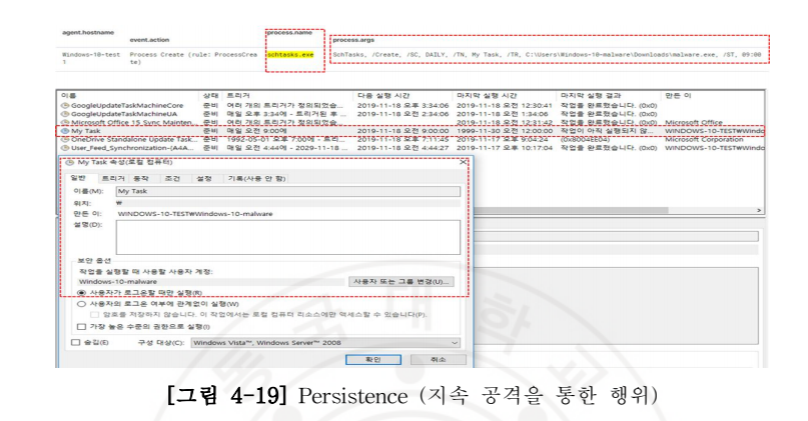 agent.hostname event.action process.name process.args
Windows-10-test Process Create (rule: ProcessCrea schtasks.exe SchTasks, /Create, /SC, DAILY, /TN, My Task, /TR, C:\Users\Windows-10-malware\Downloads\malware.exe, /ST, 09:00
1 te)
이름 상태 트리거 다음 실행 시간 마지막 실행 시간 마지막 실행 결과 만든 이
GoogleUpdateTaskMachineCore 준비 여러 개의 트리거가 정의되었습... 2019-11-18 오후 3:34:06 2019-11-18 오전 12:30:41 작업을 완료했습니다. (0x0)
GoogleUpdateTaskMachineUA 준비 매일 오후 3:34에 - 트리거된 후 ... 2019-11-18 오전 2:34:06 2019-11-18 오전 1:34:06 작업을 완료했습니다. (0x0)
Microsoft Office 15 Sync Mainten... 준비 여러 개의 트리거가 정의되었습... 2019-11-18 오전 12:31:42 작업을 완료했습니다. (0x0) Microsoft Office
My Task 준비 매일 오전 9:00에 2019-11-18 오전 9:00:00 1999-11-30 오전 12:00:00 작업이 아직 실행되지 않... WINDOWS-10-TEST₩Windo
OneDrive Standalone Update Task... 준비 1992-05-01 오후 7:00에 - 트리... 2019-11-18 오후 7:11:45 2019-11-17 오후 9:04:24 (0x8004EE04) Microsoft Corporation
User_Feed_Synchronization-{A4A... 준비 매일 오전 4:44에 - 2029-11-18 ... 2019-11-18 오전 4:44:27 2019-11-17 오후 10:17:04 작업을 완료했습니다. (0x0) WINDOWS-10-TEST₩Windo
My Task 속성(로컬 컴퓨터)
일반 트리거 동작 조건 설정 기록(사용 안 함)
이름(M): My Task
위치: ₩
만든 이: WINDOWS-10-TEST₩Windows-10-malware
설명(D):
보안 옵션
작업을 실행할 때 사용할 사용자 계정:
Windows-10-malware 사용자 또는 그룹 변경(U)...
사용자가 로그온할 때만 실행(R)
사용자의 로그온 여부에 관계없이 실행(W)
암호를 저장하지 않습니다. 이 작업에서는 로컬 컴퓨터 리소스에만 액세스할 수 있습니다(P).
가장 높은 수준의 권한으로 실행(I)
숨김(E) 구성 대상(C): Windows Vista™, Windows Server™ 2008
확인 취소
[그림 4-19] Persistence (지속 공격을 통한 행위)